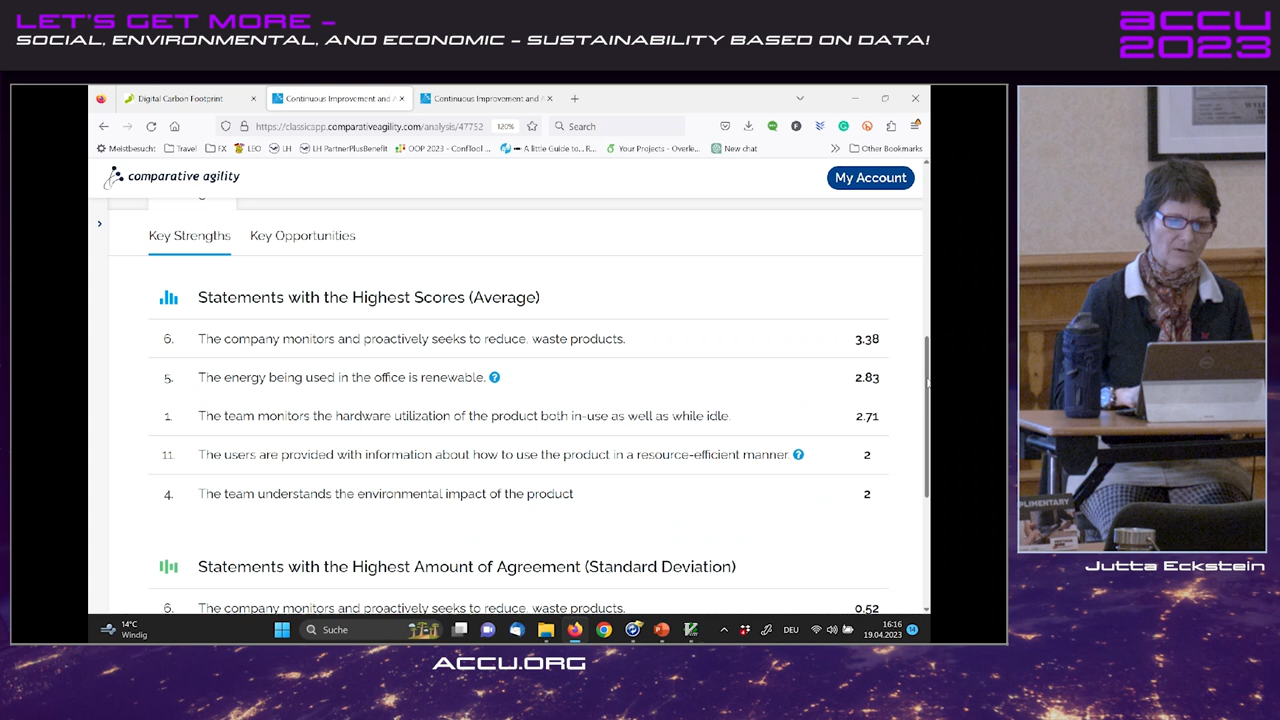 LET'S GET MORE –
SOCIAL, ENVIRONMENTAL, AND ECONOMIC – SUSTAINABILITY BASED ON DATA!
ACCU
2023
Digital Carbon Footprint
Continuous Improvement and A
Continuous Improvement and A
https://classicapp.comparativeagility.com/analysis/47752
120%
Search
Meistbesucht
Travel
FX
LEO
LH
LH PartnerPlusBenefit
OOP 2023 - ConfTool ...
A little Guide to... R...
Your Projects - Overle...
New chat
Other Bookmarks
comparative agility
My Account
Key Strengths
Key Opportunities
Statements with the Highest Scores (Average)
6. The company monitors and proactively seeks to reduce, waste products. 3.38
5. The energy being used in the office is renewable. ? 2.83
1. The team monitors the hardware utilization of the product both in-use as well as while idle. 2.71
11. The users are provided with information about how to use the product in a resource-efficient manner ? 2
4. The team understands the environmental impact of the product 2
Statements with the Highest Amount of Agreement (Standard Deviation)
6. The company monitors and proactively seeks to reduce, waste products. 0.52
14°C
Windig
Suche
DEU
16:16
19.04.2023
Jutta Eckstein
ACCU.ORG